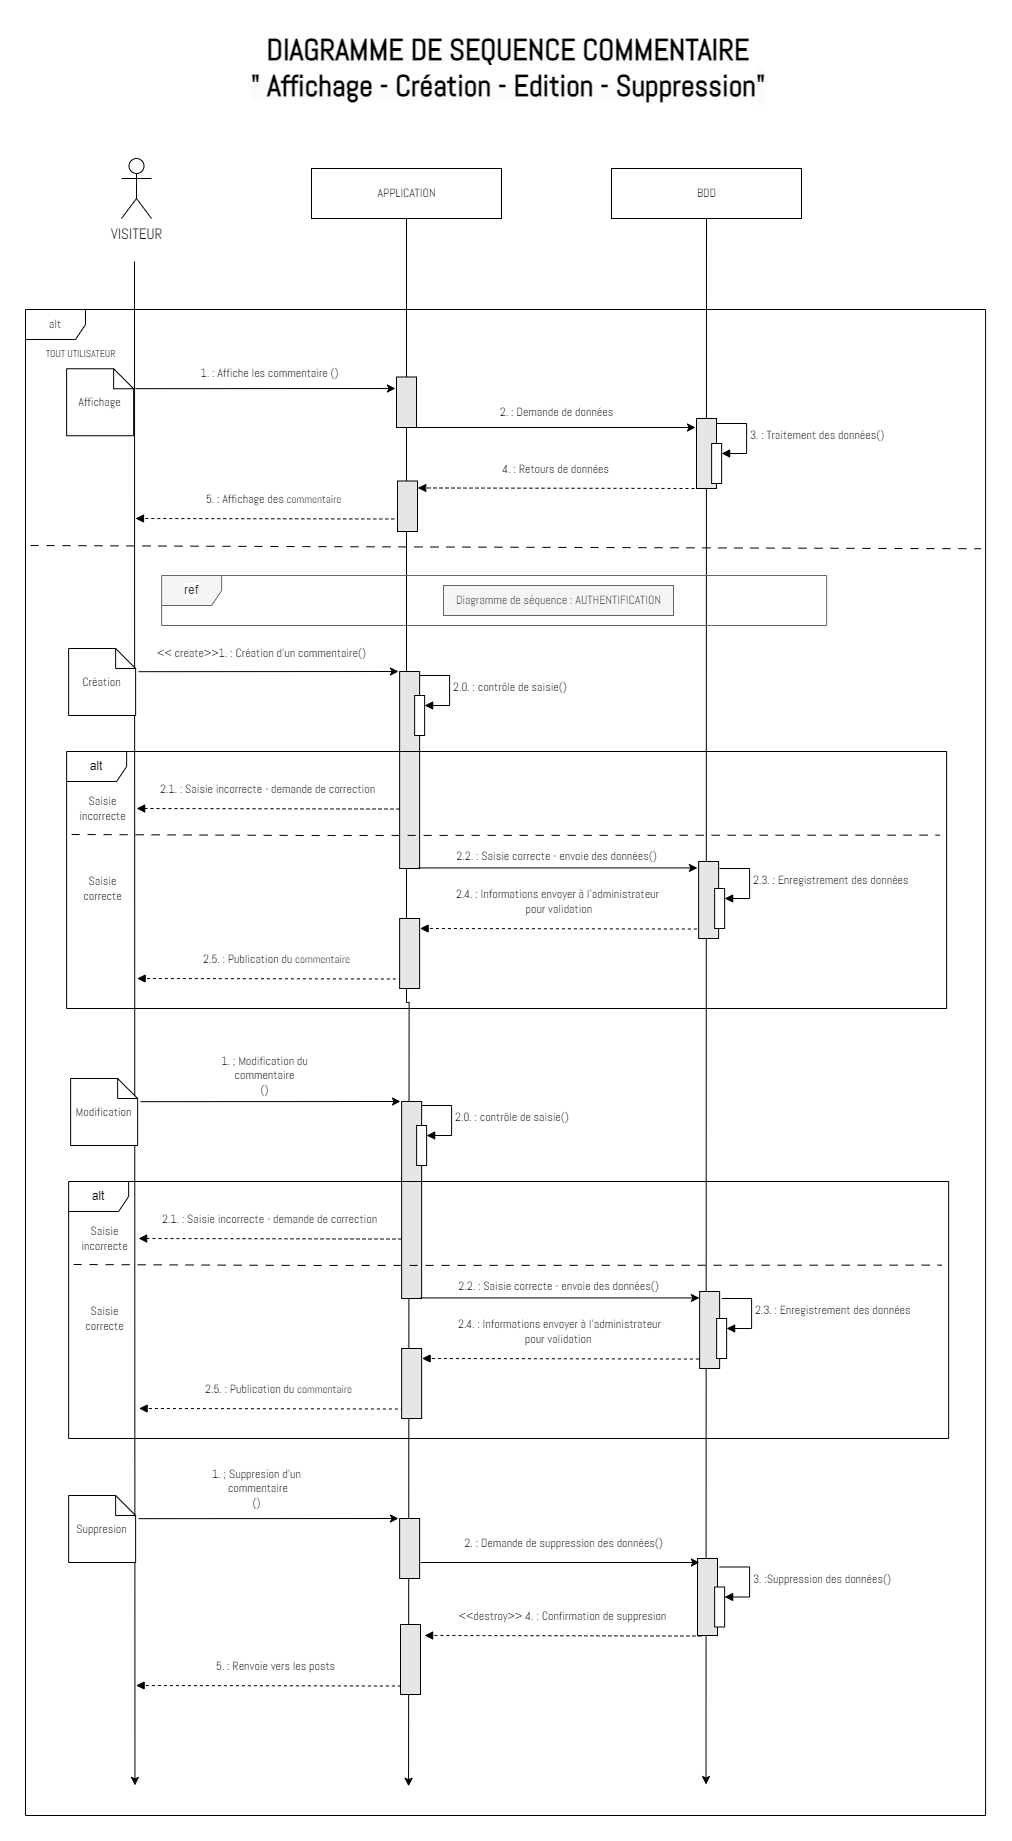 DIAGRAMME DE SEQUENCE COMMENTAIRE
" Affichage - Création - Edition - Suppression"
VISITEUR
APPLICATION
BDD
alt
TOUT UTILISATEUR
Affichage
1. : Affiche les commentaire ()
2. : Demande de données
3. : Traitement des données()
4. : Retours de données
5. : Affichage des commentaire
ref
Diagramme de séquence : AUTHENTIFICATION
Création
<< create>>1. : Création d'un commentaire()
2.0. : contrôle de saisie()
alt
Saisie
incorrecte
2.1. : Saisie incorrecte - demande de correction
Saisie
correcte
2.2. : Saisie correcte - envoie des données()
2.3. : Enregistrement des données
2.4. : Informations envoyer à l'administrateur
pour validation
2.5. : Publication du commentaire
1. ; Modification du
commentaire
()
Modification
2.0. : contrôle de saisie()
alt
Saisie
incorrecte
2.1. : Saisie incorrecte - demande de correction
Saisie
correcte
2.2. : Saisie correcte - envoie des données()
2.3. : Enregistrement des données
2.4. : Informations envoyer à l'administrateur
pour validation
2.5. : Publication du commentaire
1. ; Suppresion d'un
commentaire
()
Suppresion
2. : Demande de suppression des données()
3. :Suppression des données()
<<destroy>> 4. : Confirmation de suppresion
5. : Renvoie vers les posts